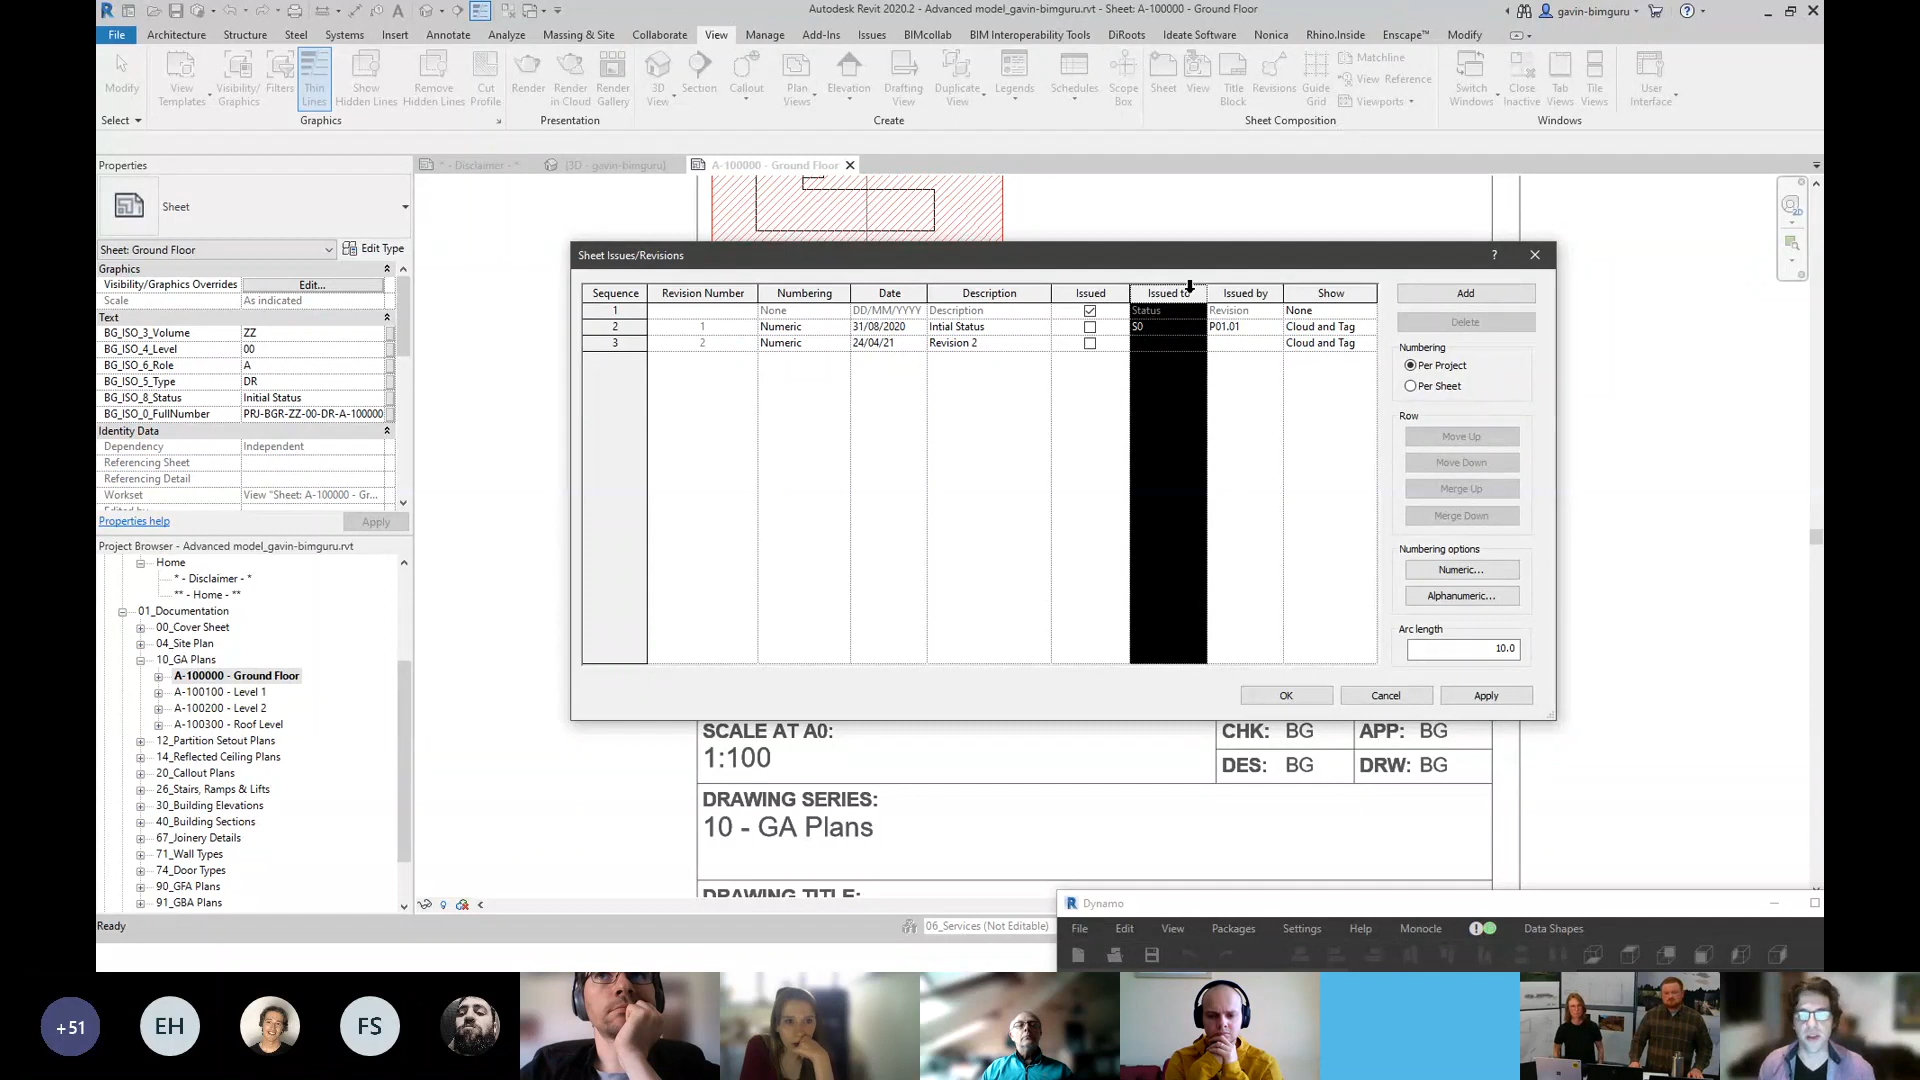 Autodesk Revit 2020.2 - Advanced model_gavin-bimguru.rvt - Sheet: A-100000 - Ground Floor
gavin-bimguru
File Architecture Structure Steel Systems Insert Annotate Analyze Massing & Site Collaborate View Manage Add-Ins Issues BIMcollab BIM Interoperability Tools DiRoots Ideate Software Nonica Rhino.Inside Enscape™ Modify
Modify
View Templates
Visibility/ Graphics
Filters
Thin Lines
Show Hidden Lines
Remove Hidden Lines
Cut Profile
Render
Render in Cloud
Render Gallery
3D View
Section
Callout
Plan Views
Elevation
Drafting View
Duplicate View
Legends
Schedules
Scope Box
Sheet
View
Title Block
Revisions
Guide Grid
Matchline
View Reference
Viewports
Switch Windows
Close Inactive
Tab Views
Tile Views
User Interface
Select Graphics Presentation Create Sheet Composition Windows
Properties
* - Disclaimer - *
{3D - gavin-bimguru}
A-100000 - Ground Floor
Sheet
Sheet: Ground Floor Edit Type
Graphics
Visibility/Graphics Overrides Edit...
Scale As indicated
Text
BG_ISO_3_Volume ZZ
BG_ISO_4_Level 00
BG_ISO_6_Role A
BG_ISO_5_Type DR
BG_ISO_8_Status Initial Status
BG_ISO_0_FullNumber PRJ-BGR-ZZ-00-DR-A-100000
Identity Data
Dependency Independent
Referencing Sheet
Referencing Detail
Workset View "Sheet: A-100000 - Gr...
Properties help Apply
Project Browser - Advanced model_gavin-bimguru.rvt
Home
* - Disclaimer - *
** - Home - **
01_Documentation
00_Cover Sheet
04_Site Plan
10_GA Plans
A-100000 - Ground Floor
A-100100 - Level 1
A-100200 - Level 2
A-100300 - Roof Level
12_Partition Setout Plans
14_Reflected Ceiling Plans
20_Callout Plans
26_Stairs, Ramps & Lifts
30_Building Elevations
40_Building Sections
67_Joinery Details
71_Wall Types
74_Door Types
90_GFA Plans
91_GBA Plans
Ready
06_Services (Not Editable)
Sheet Issues/Revisions
Sequence Revision Number Numbering Date Description Issued Issued to Issued by Show
1 None DD/MM/YYYY Description Status Revision None
2 1 Numeric 31/08/2020 Intial Status S0 P01.01 Cloud and Tag
3 2 Numeric 24/04/21 Revision 2 Cloud and Tag
Add
Delete
Numbering
Per Project
Per Sheet
Row
Move Up
Move Down
Merge Up
Merge Down
Numbering options
Numeric...
Alphanumeric...
Arc length
10.0
OK Cancel Apply
SCALE AT A0:
1:100
CHK: BG APP: BG
DES: BG DRW: BG
DRAWING SERIES:
10 - GA Plans
DRAWING TITLE:
Dynamo
File Edit View Packages Settings Help Monocle Data Shapes
+51
EH
FS